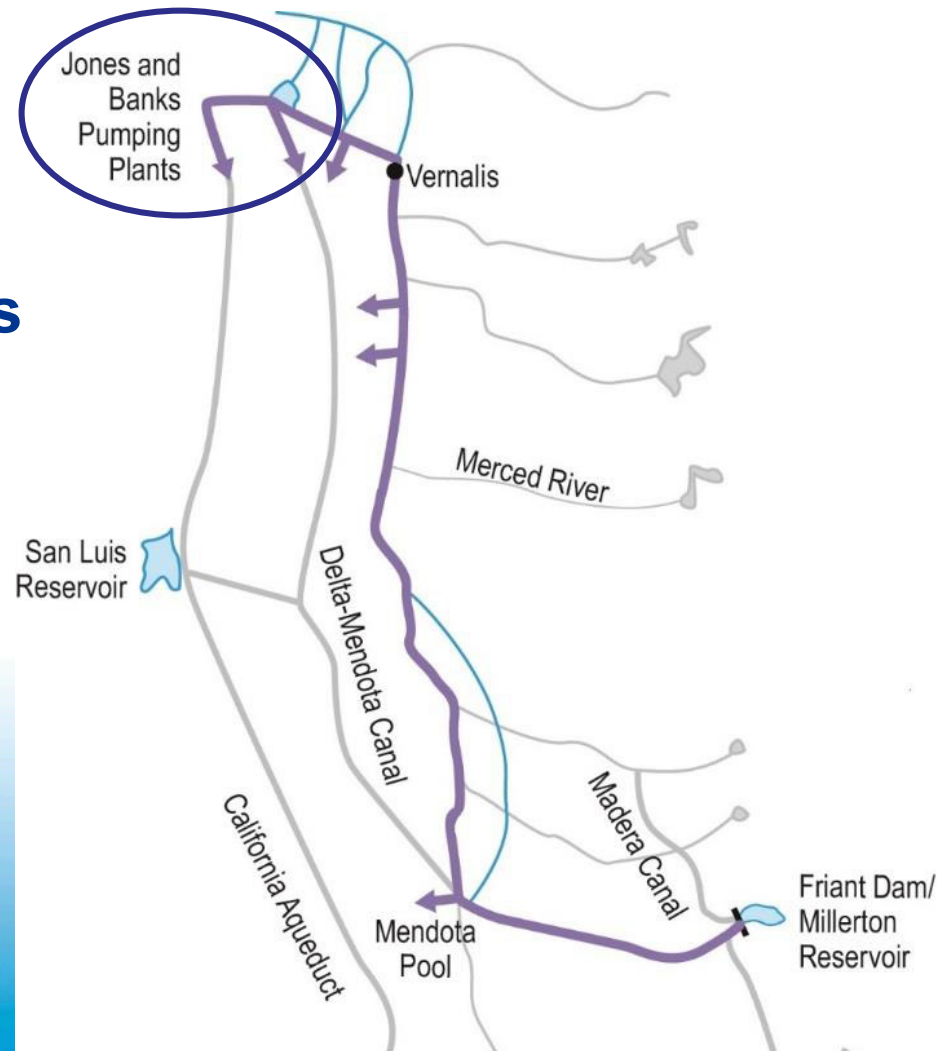 Jones and
Banks
Pumping
Plants
Vernalis
s
Merced River
San Luis
Reservoir
Delta-Mendota Canal
Madera Canal
California Aqueduct
Friant Dam/
Millerton
Reservoir
Mendota
Pool